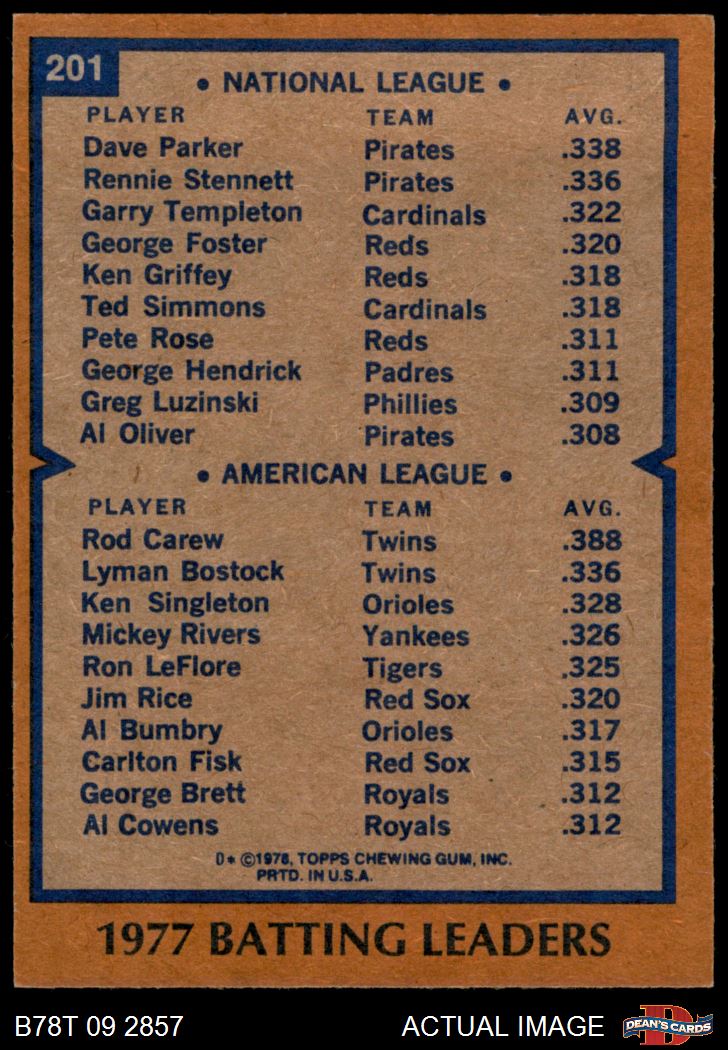 201
• NATIONAL LEAGUE •
PLAYER TEAM AVG.
Dave Parker Pirates .338
Rennie Stennett Pirates .336
Garry Templeton Cardinals .322
George Foster Reds .320
Ken Griffey Reds .318
Ted Simmons Cardinals .318
Pete Rose Reds .311
George Hendrick Padres .311
Greg Luzinski Phillies .309
Al Oliver Pirates .308
• AMERICAN LEAGUE •
PLAYER TEAM AVG.
Rod Carew Twins .388
Lyman Bostock Twins .336
Ken Singleton Orioles .328
Mickey Rivers Yankees .326
Ron LeFlore Tigers .325
Jim Rice Red Sox .320
Al Bumbry Orioles .317
Carlton Fisk Red Sox .315
George Brett Royals .312
Al Cowens Royals .312
D* ©1978, TOPPS CHEWING GUM, INC.
PRTD. IN U.S.A.
1977 BATTING LEADERS
B78T 09 2857 ACTUAL IMAGE D DEAN'S CARDS